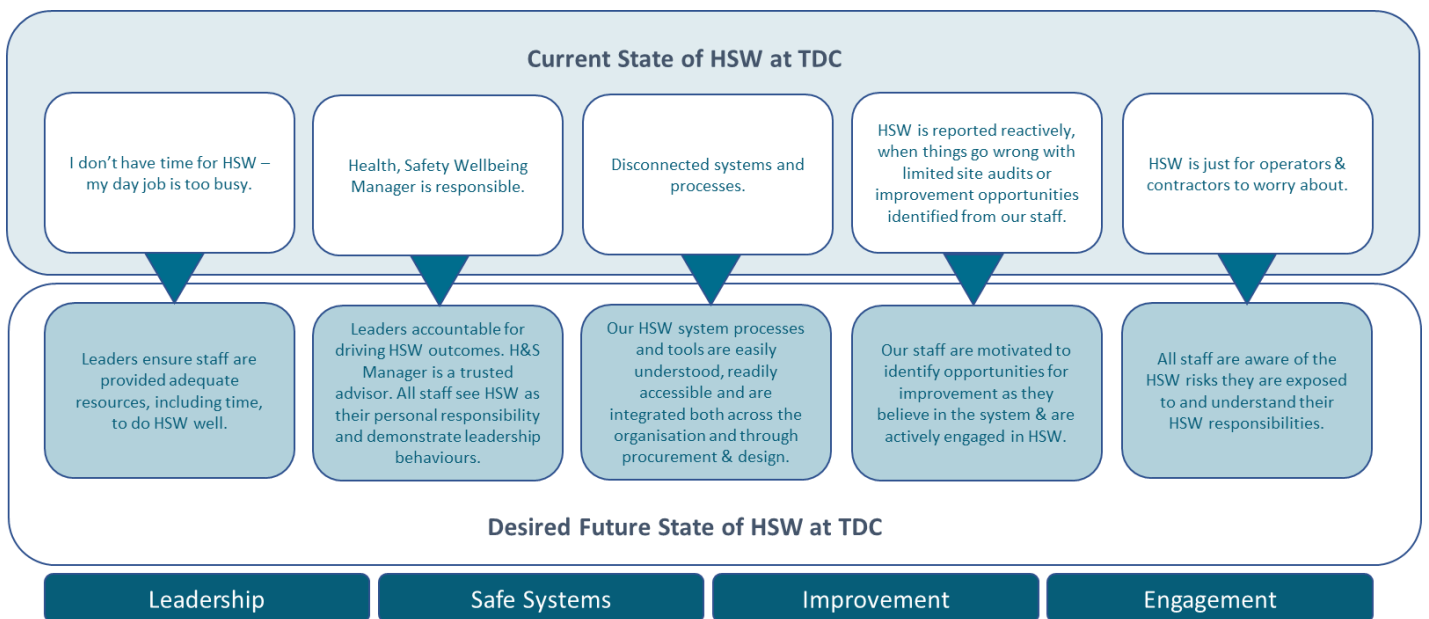 Current State of HSW at TDC
I don't have time for HSW –
my day job is too busy.
Health, Safety Wellbeing
Manager is responsible.
Disconnected systems and
processes.
HSW is reported reactively,
when things go wrong with
limited site audits or
improvement opportunities
identified from our staff.
HSW is just for operators &
contractors to worry about.
Leaders ensure staff are
provided adequate
resources, including time,
to do HSW well.
Leaders accountable for
driving HSW outcomes. H&S
Manager is a trusted
advisor. All staff see HSW as
their personal responsibility
and demonstrate leadership
behaviours.
Our HSW system processes
and tools are easily
understood, readily
accessible and are
integrated both across the
organisation and through
procurement & design.
Our staff are motivated to
identify opportunities for
improvement as they
believe in the system & are
actively engaged in HSW.
All staff are aware of the
HSW risks they are exposed
to and understand their
HSW responsibilities.
Desired Future State of HSW at TDC
Leadership
Safe Systems
Improvement
Engagement